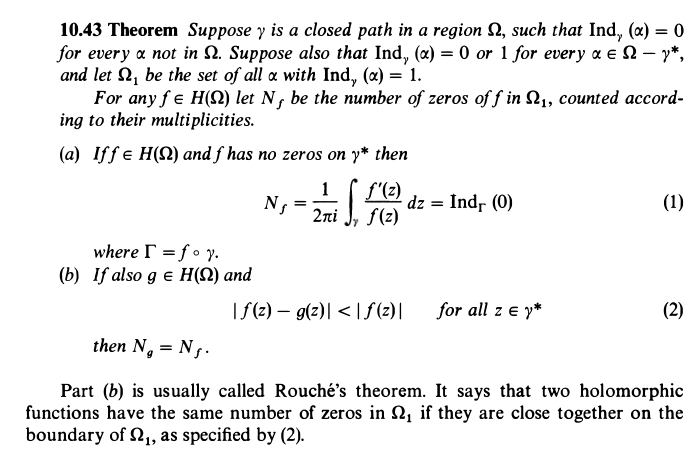 10.43 Theorem Suppose γ is a closed path in a region Ω, such that Ind_γ (α) = 0
for every α not in Ω. Suppose also that Ind_γ (α) = 0 or 1 for every α ∈ Ω − γ*,
and let Ω₁ be the set of all α with Ind_γ (α) = 1.
For any f ∈ H(Ω) let N_f be the number of zeros of f in Ω₁, counted accord-
ing to their multiplicities.
(a) If f ∈ H(Ω) and f has no zeros on γ* then
N_f = 1/(2πi) ∫_γ f′(z)/f(z) dz = Ind_Γ (0) (1)
where Γ = f ∘ γ.
(b) If also g ∈ H(Ω) and
|f(z) − g(z)| < |f(z)| for all z ∈ γ* (2)
then N_g = N_f.
Part (b) is usually called Rouché's theorem. It says that two holomorphic
functions have the same number of zeros in Ω₁ if they are close together on the
boundary of Ω₁, as specified by (2).